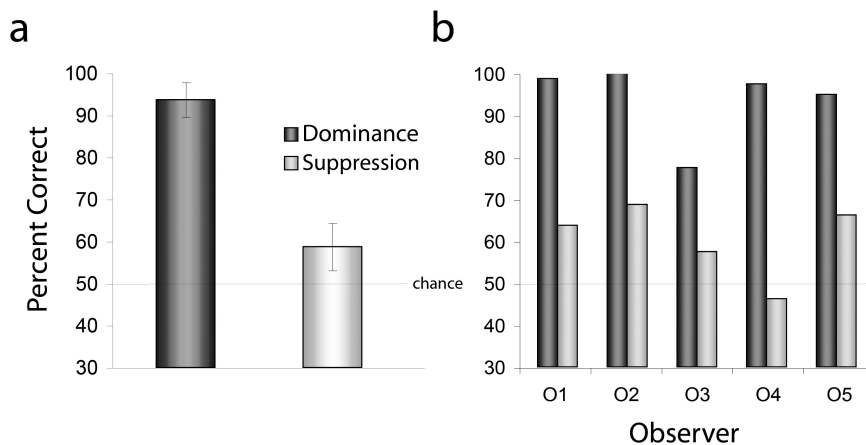 a
b
Percent Correct
100
90
80
70
60
50
40
30
Dominance
Suppression
chance
100
90
80
70
60
50
40
30
O1 O2 O3 O4 O5
Observer